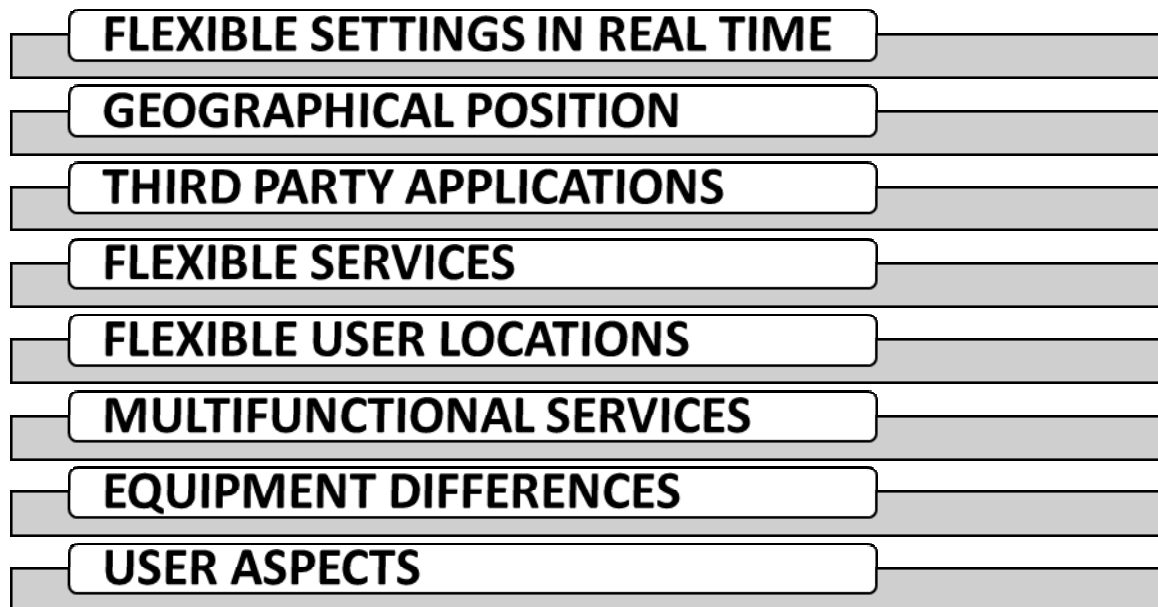 FLEXIBLE SETTINGS IN REAL TIME
GEOGRAPHICAL POSITION
THIRD PARTY APPLICATIONS
FLEXIBLE SERVICES
FLEXIBLE USER LOCATIONS
MULTIFUNCTIONAL SERVICES
EQUIPMENT DIFFERENCES
USER ASPECTS